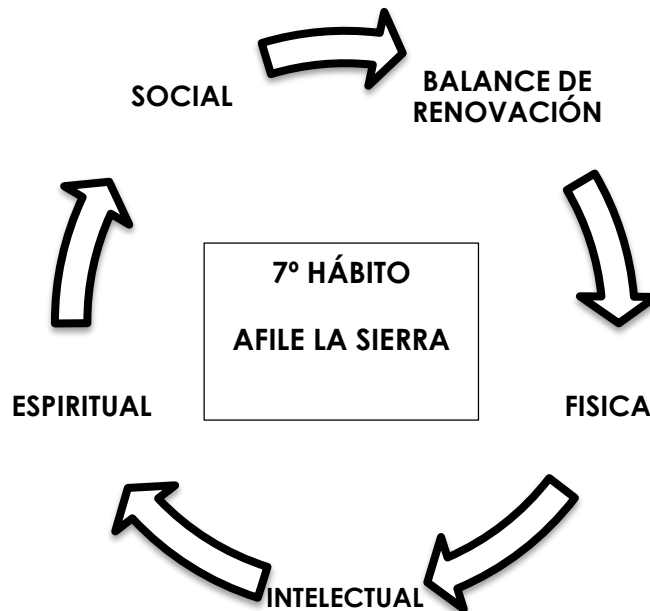 SOCIAL
BALANCE DE
RENOVACIÓN
7º HÁBITO
AFILE LA SIERRA
ESPIRITUAL
FISICA
INTELECTUAL